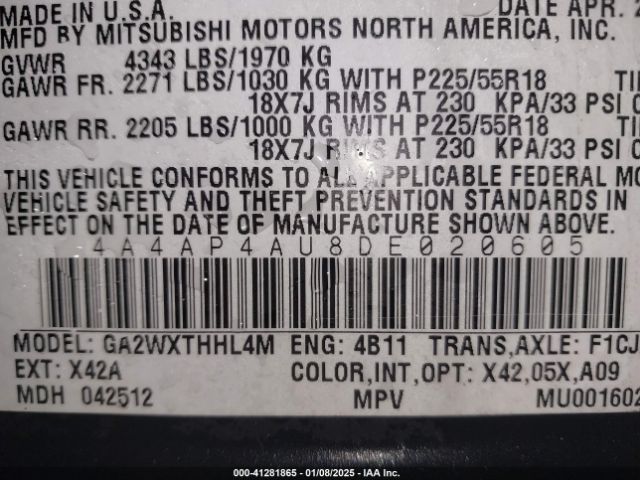 MADE IN U.S.A. DATE APR. 2
MFD BY MITSUBISHI MOTORS NORTH AMERICA, INC.
GVWR 4343 LBS/1970 KG
GAWR FR. 2271 LBS/1030 KG WITH P225/55R18 TI
18X7J RIMS AT 230 KPA/33 PSI C
GAWR RR. 2205 LBS/1000 KG WITH P225/55R18 TI
18X7J RIMS AT 230 KPA/33 PSI C
THIS VEHICLE CONFORMS TO ALL APPLICABLE FEDERAL MO
VEHICLE SAFETY AND THEFT PREVENTION STANDARDS IN
EFFECT ON THE DATE OF MANUFACTURE SHOWN ABOVE.
4A4AP4AU8DE020605
MODEL: GA2WXTHHL4M ENG: 4B11 TRANS,AXLE: F1CJ
EXT: X42A COLOR,INT,OPT: X42,05X,A09
MDH 042512 MPV MU001602
000-41281865 - 01/08/2025 - IAA Inc.